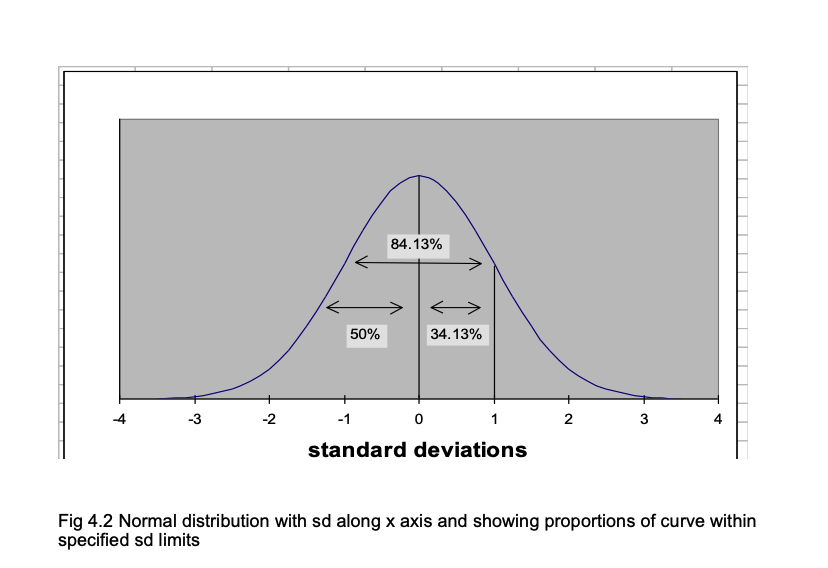 84.13%
50%
34.13%
-4 -3 -2 -1 0 1 2 3 4
standard deviations
Fig 4.2 Normal distribution with sd along x axis and showing proportions of curve within
specified sd limits